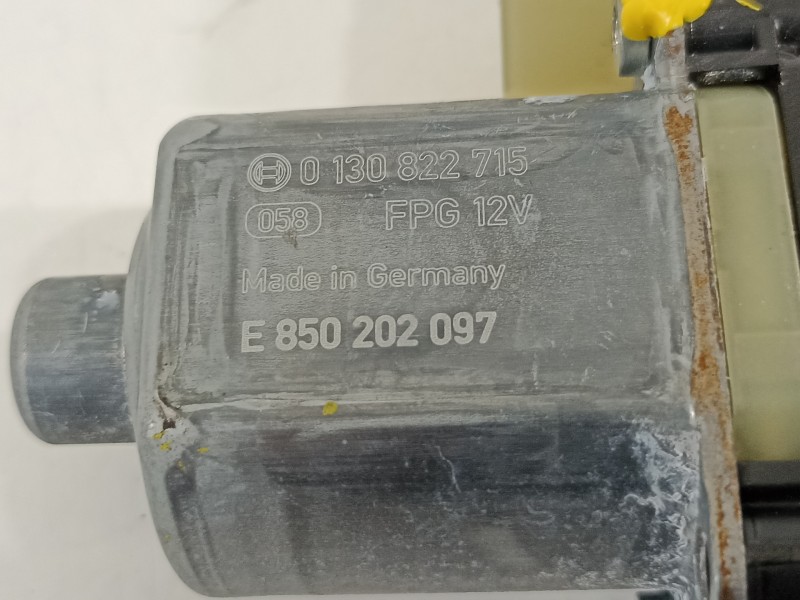 0 130 822 715
058 FPG 12V
Made in Germany
E 850 202 097